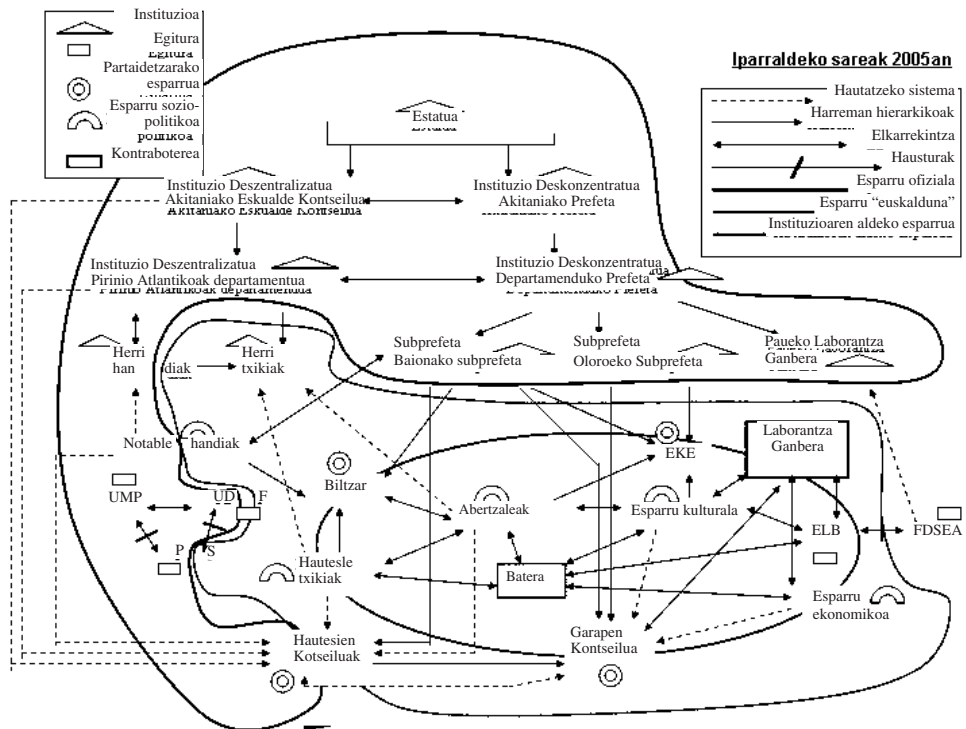 Instituzioa
Egitura
Partaidetzarako
esparrua
Esparru sozio-
politikoa
Kontraboterea
Iparraldeko sareak 2005an
Hautatzeko sistema
Harreman hierarkikoak
Elkarrekintza
Hausturak
Esparru ofiziala
Esparru “euskalduna”
Instituzioaren aldeko esparrua
Estatua
Instituzio Deszentralizatua
Akitaniako Eskualde Kontseilua
Instituzio Deskonzentratua
Akitaniako Prefeta
Instituzio Deszentralizatua
Pirinio Atlantikoak departamentua
Instituzio Deskonzentratua
Departamenduko Prefeta
Herri
han diak
Herri
txikiak
Subprefeta
Baionako subprefeta
Subprefeta
Oloroeko Subprefeta
Paueko Laborantza
Ganbera
Notable handiak
Biltzar
EKE
Laborantza
Ganbera
UMP
UD F
Abertzaleak
Esparru kulturala
ELB
FDSEA
P S
Hautesle
txikiak
Batera
Esparru
ekonomikoa
Hautesien
Kotseiluak
Garapen
Kontseilua